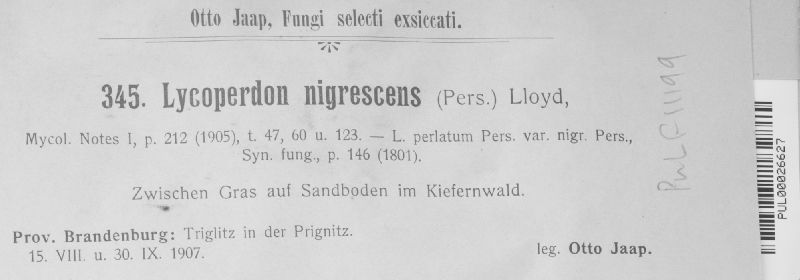 Otto Jaap, Fungi selecti exsiccati.
345. Lycoperdon nigrescens (Pers.) Lloyd,
Mycol. Notes I, p. 212 (1905), t. 47, 60 u. 123. — L. perlatum Pers. var. nigr. Pers.,
Syn. fung., p. 146 (1801).
Zwischen Gras auf Sandboden im Kiefernwald.
Prov. Brandenburg: Triglitz in der Prignitz.
15. VIII. u. 30. IX. 1907.
leg. Otto Jaap.
PUL F11199
PUL00026627